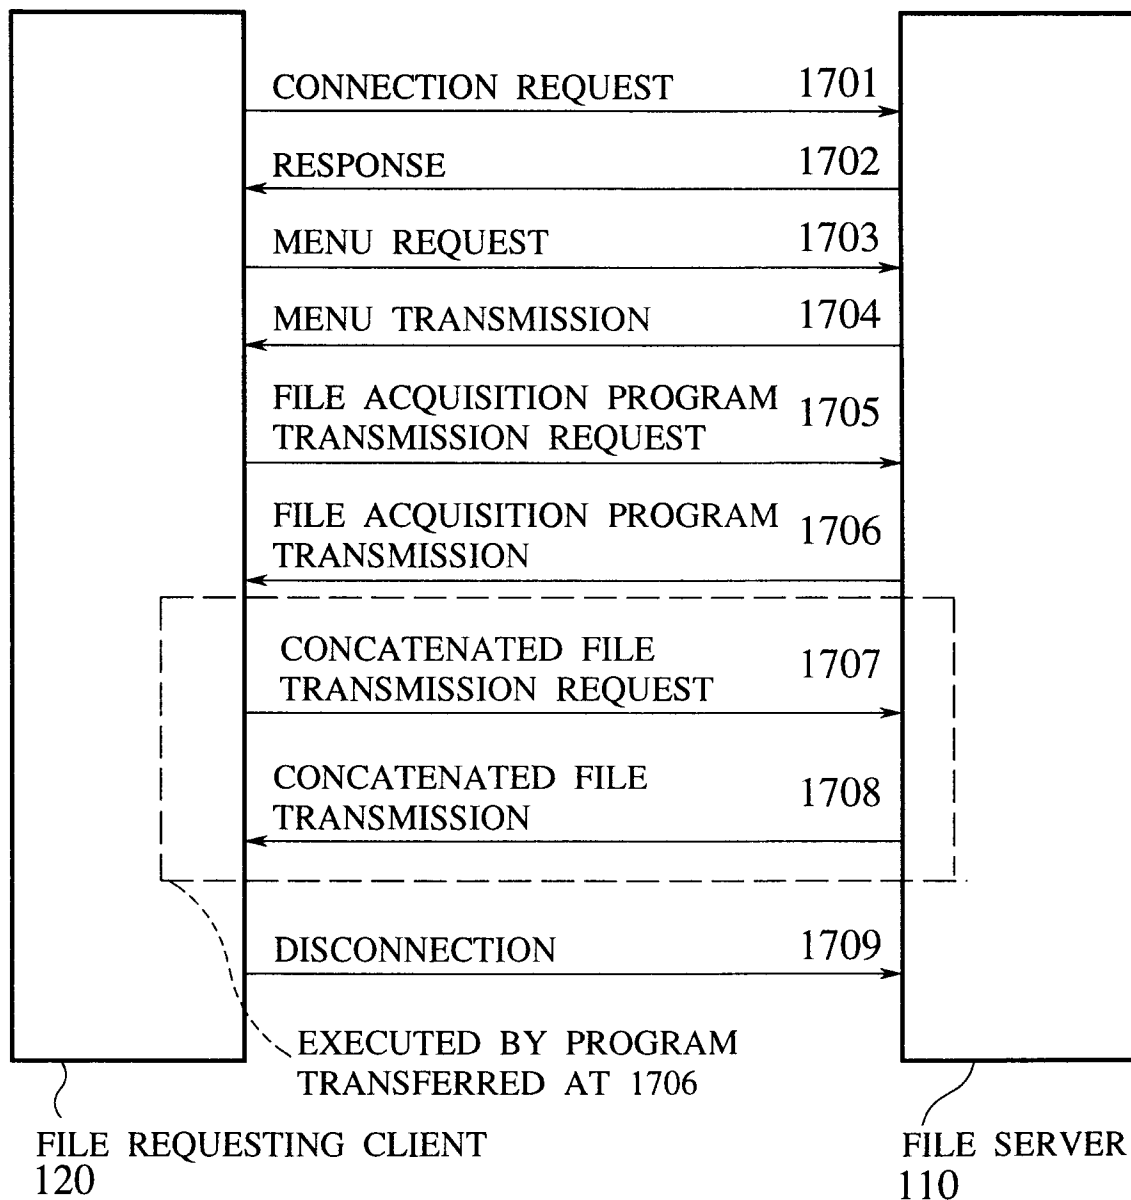 CONNECTION REQUEST 1701
RESPONSE 1702
MENU REQUEST 1703
MENU TRANSMISSION 1704
FILE ACQUISITION PROGRAM 1705
TRANSMISSION REQUEST
FILE ACQUISITION PROGRAM 1706
TRANSMISSION
CONCATENATED FILE 1707
TRANSMISSION REQUEST
CONCATENATED FILE 1708
TRANSMISSION
DISCONNECTION 1709
EXECUTED BY PROGRAM
TRANSFERRED AT 1706
FILE REQUESTING CLIENT
120
FILE SERVER
110